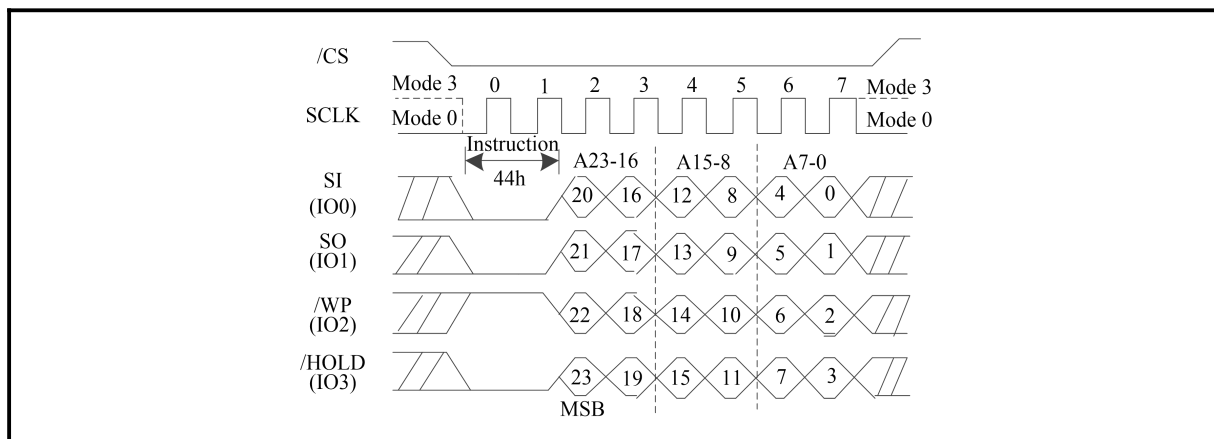 /CS
Mode 3 0 1 2 3 4 5 6 7 Mode 3
SCLK
Mode 0 Mode 0
Instruction
44h
A23-16 A15-8 A7-0
SI
(IO0)
20 16 12 8 4 0
SO
(IO1)
21 17 13 9 5 1
/WP
(IO2)
22 18 14 10 6 2
/HOLD
(IO3)
23 19 15 11 7 3
MSB